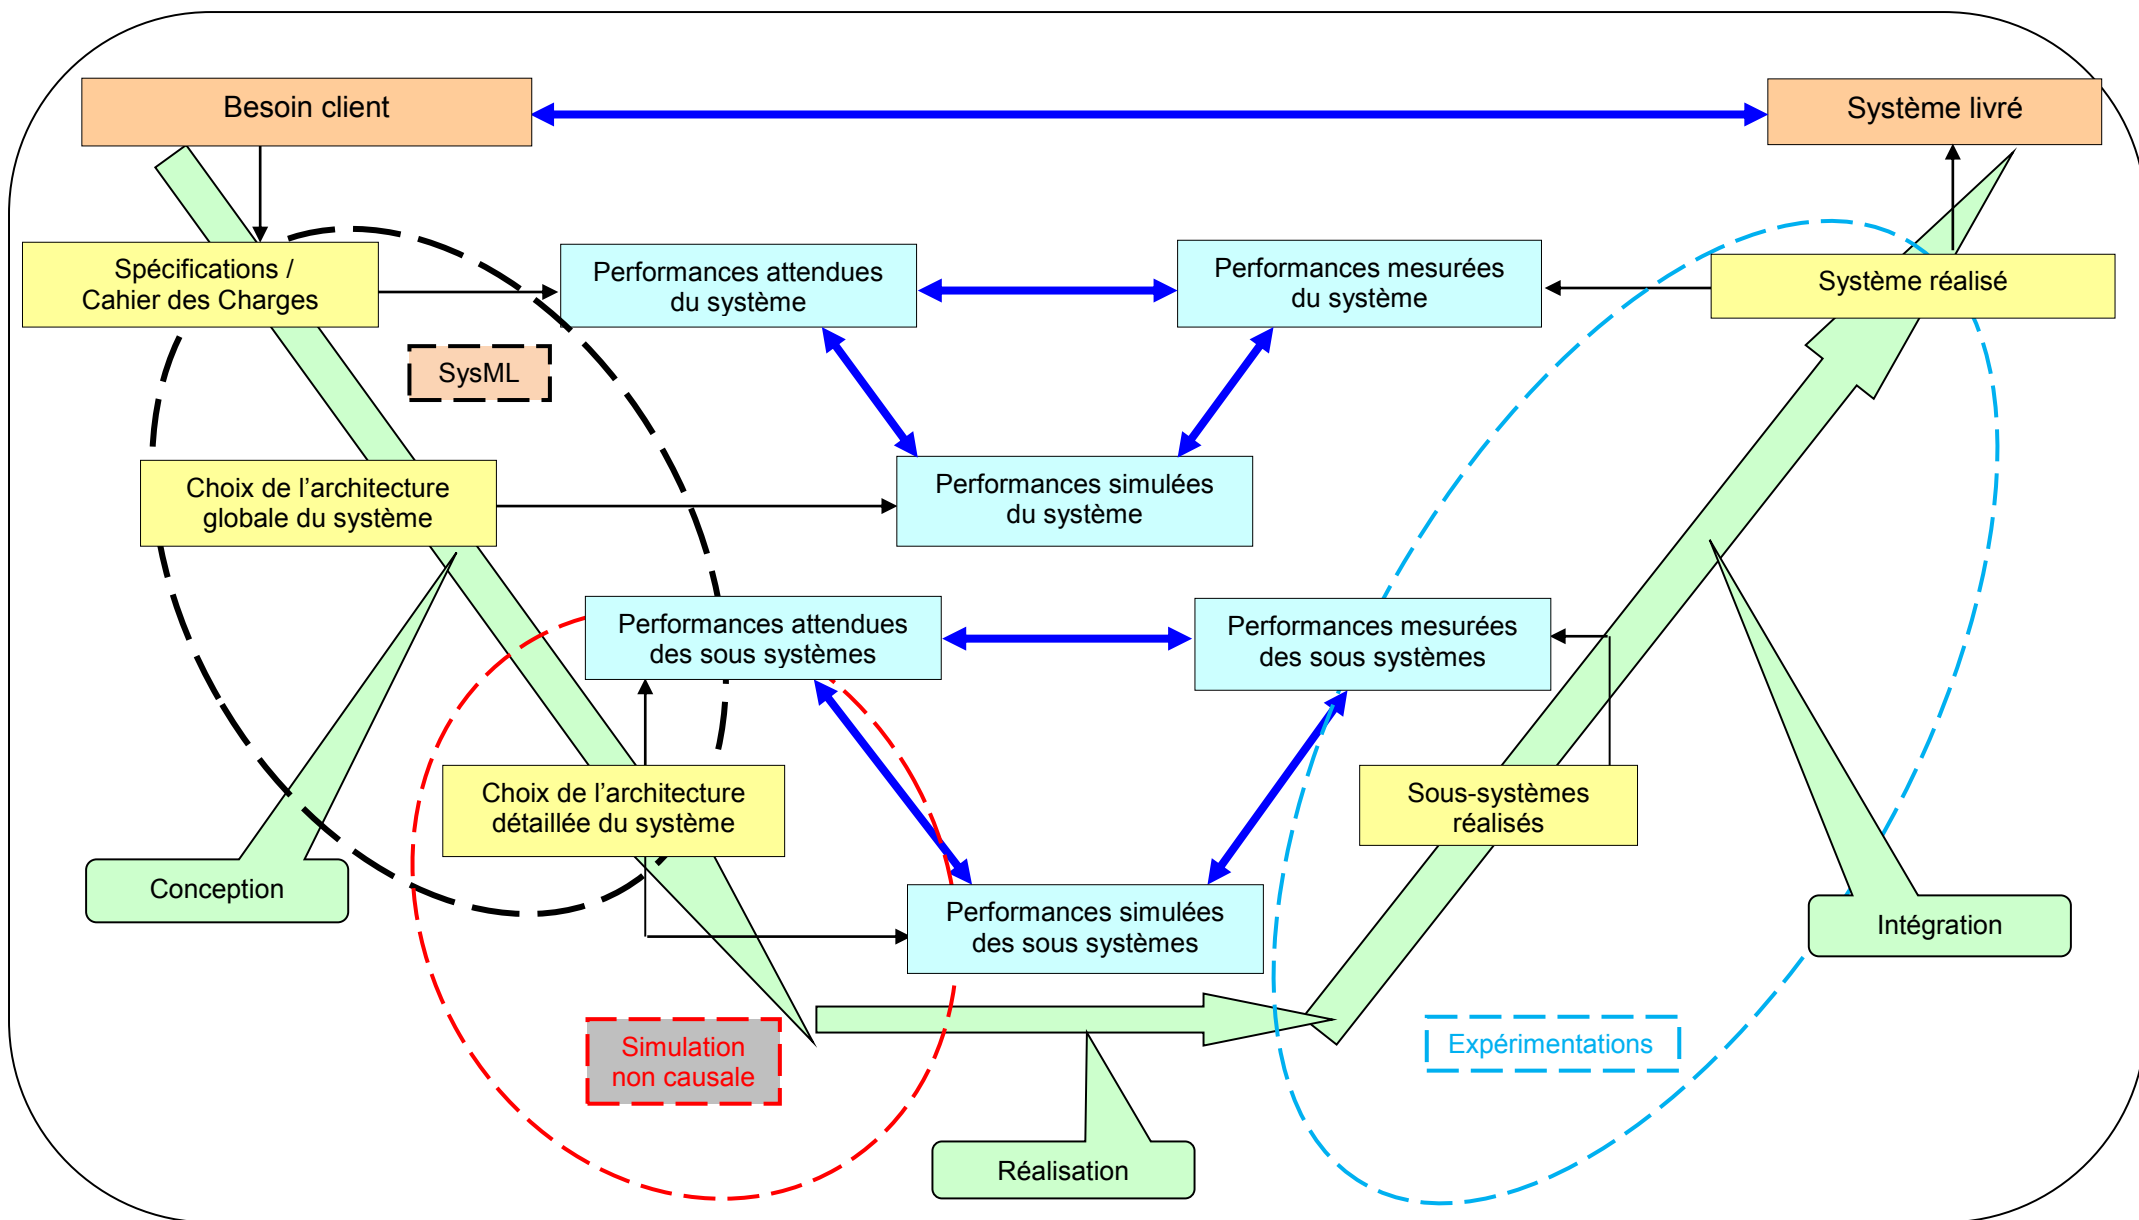 Besoin client
Système livré
Spécifications /
Cahier des Charges
Performances attendues
du système
Performances mesurées
du système
Système réalisé
SysML
Choix de l’architecture
globale du système
Performances simulées
du système
Performances attendues
des sous systèmes
Performances mesurées
des sous systèmes
Choix de l’architecture
détaillée du système
Sous-systèmes
réalisés
Conception
Performances simulées
des sous systèmes
Intégration
Simulation
non causale
Expérimentations
Réalisation